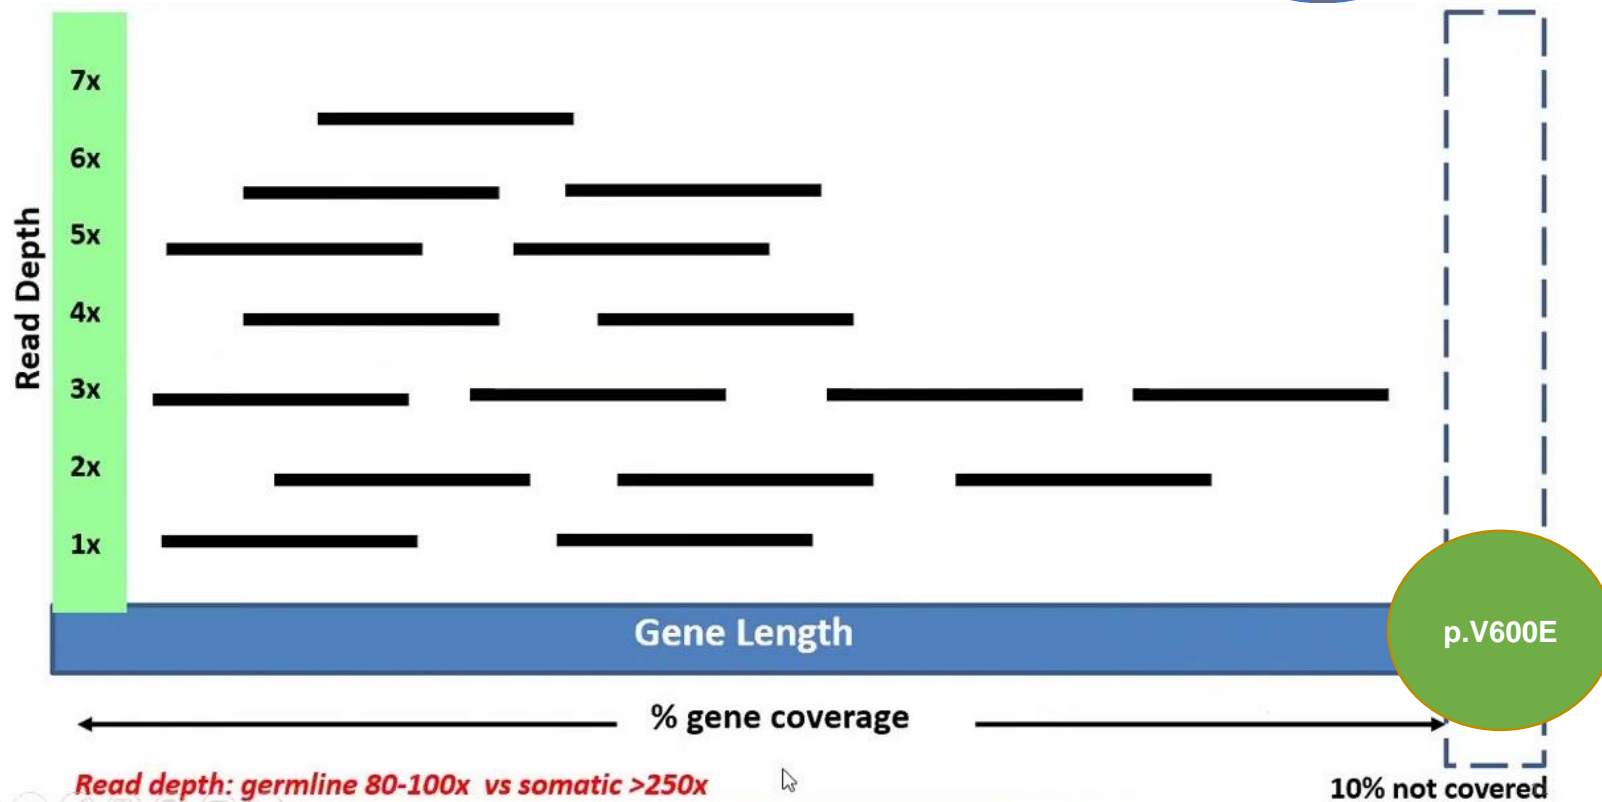 7x
6x
5x
4x
3x
2x
1x
Read Depth
Gene Length
p.V600E
% gene coverage
Read depth: germline 80-100x vs somatic >250x
10% not covered